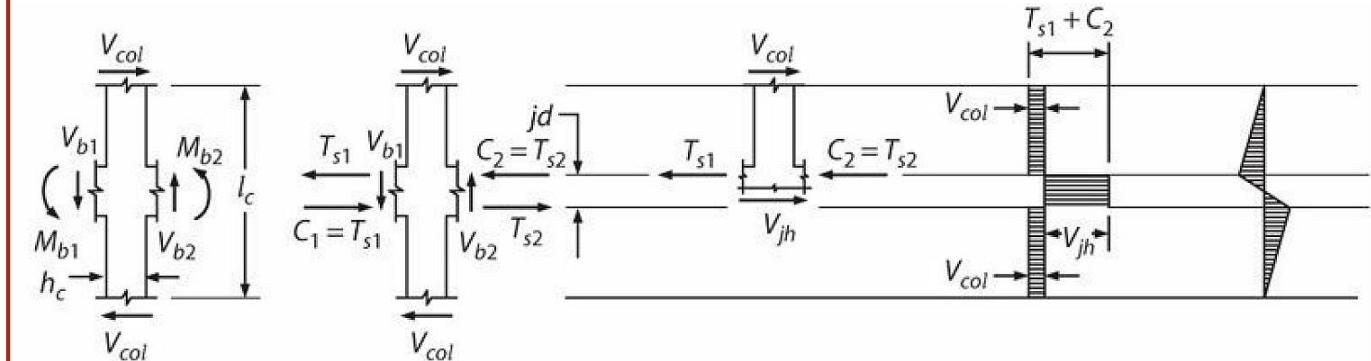 V_col
V_b1
M_b2
l_c
M_b1
V_b2
h_c
V_col
V_col
T_s1
V_b1
C_2 = T_s2
C_1 = T_s1
V_b2
T_s2
V_col
jd
V_col
T_s1
C_2 = T_s2
V_jh
T_s1 + C_2
V_col
V_jh
V_col